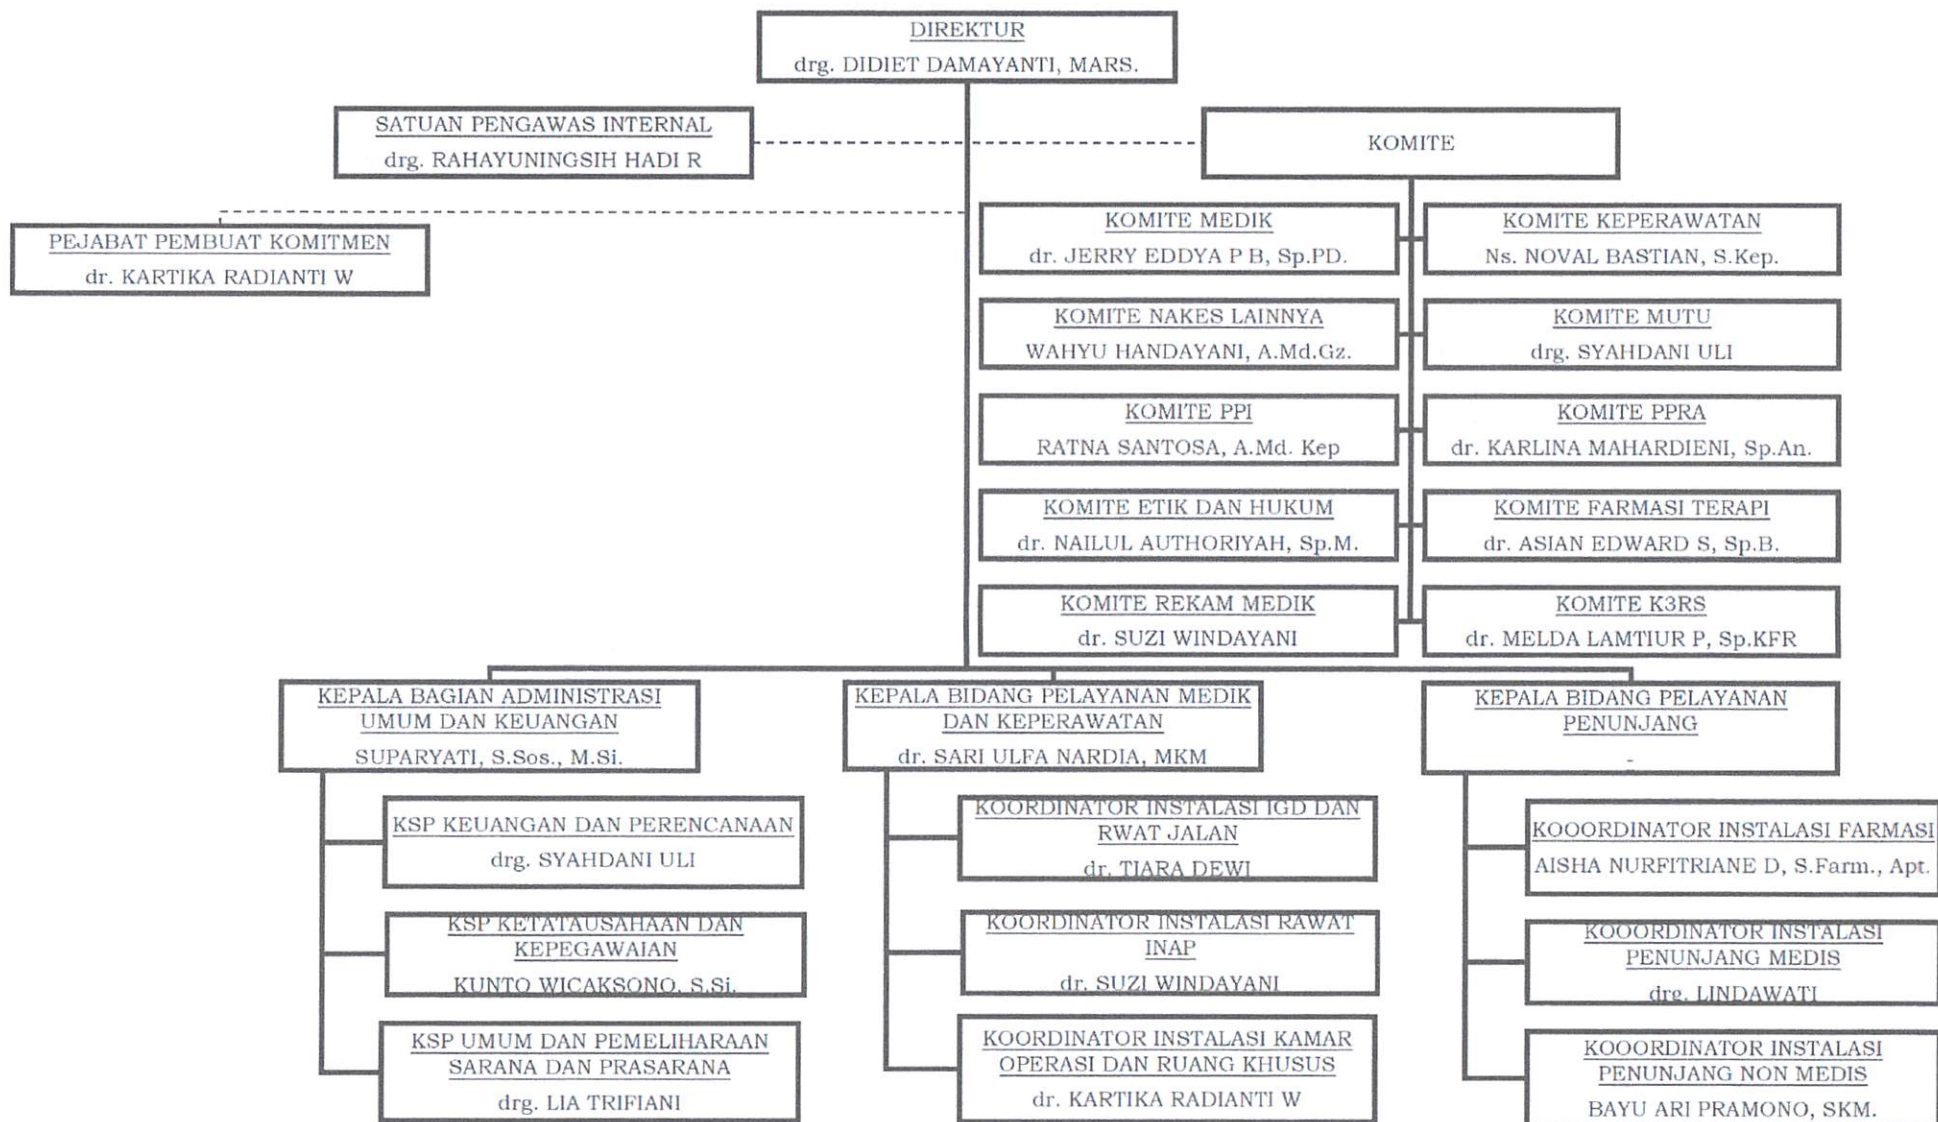 DIREKTUR
drg. DIDIET DAMAYANTI, MARS.
SATUAN PENGAWAS INTERNAL
drg. RAHAYUNINGSIH HADI R
KOMITE
PEJABAT PEMBUAT KOMITMEN
dr. KARTIKA RADIANTI W
KOMITE MEDIK
dr. JERRY EDDYA P B, Sp.PD.
KOMITE KEPERAWATAN
Ns. NOVAL BASTIAN, S.Kep.
KOMITE NAKES LAINNYA
WAHYU HANDAYANI, A.Md.Gz.
KOMITE MUTU
drg. SYAHDANI ULI
KOMITE PPI
RATNA SANTOSA, A.Md. Kep
KOMITE PPRA
dr. KARLINA MAHARDIENI, Sp.An.
KOMITE ETIK DAN HUKUM
dr. NAILUL AUTHORIYAH, Sp.M.
KOMITE FARMASI TERAPI
dr. ASIAN EDWARD S, Sp.B.
KOMITE REKAM MEDIK
dr. SUZI WINDAYANI
KOMITE K3RS
dr. MELDA LAMTIUR P, Sp.KFR
KEPALA BAGIAN ADMINISTRASI
UMUM DAN KEUANGAN
SUPARYATI, S.Sos., M.Si.
KEPALA BIDANG PELAYANAN MEDIK
DAN KEPERAWATAN
dr. SARI ULFA NARDIA, MKM
KEPALA BIDANG PELAYANAN
PENUNJANG
-
KSP KEUANGAN DAN PERENCANAAN
drg. SYAHDANI ULI
KOORDINATOR INSTALASI IGD DAN
RWAT JALAN
dr. TIARA DEWI
KOOORDINATOR INSTALASI FARMASI
AISHA NURFITRIANE D, S.Farm., Apt.
KSP KETATAUSAHAAN DAN
KEPEGAWAIAN
KUNTO WICAKSONO, S.Si.
KOORDINATOR INSTALASI RAWAT
INAP
dr. SUZI WINDAYANI
KOOORDINATOR INSTALASI
PENUNJANG MEDIS
drg. LINDAWATI
KSP UMUM DAN PEMELIHARAAN
SARANA DAN PRASARANA
drg. LIA TRIFIANI
KOORDINATOR INSTALASI KAMAR
OPERASI DAN RUANG KHUSUS
dr. KARTIKA RADIANTI W
KOOORDINATOR INSTALASI
PENUNJANG NON MEDIS
BAYU ARI PRAMONO, SKM.